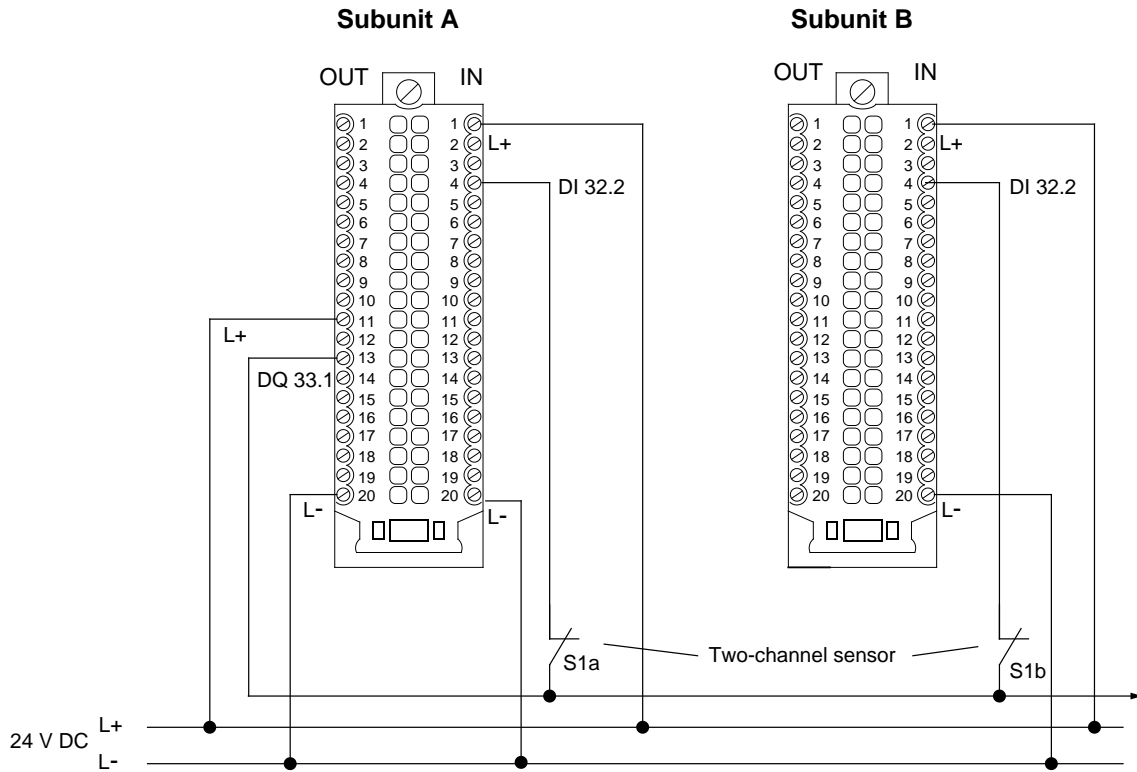 Subunit A
Subunit B
OUT IN
OUT IN
1 1
2 2 L+
3 3
4 4 DI 32.2
5 5
6 6
7 7
8 8
9 9
10 10
L+ 11 11
12 12
13 13
DQ 33.1 14 14
15 15
16 16
17 17
18 18
19 19
20 20
L- L-
1 1
2 2 L+
3 3
4 4 DI 32.2
5 5
6 6
7 7
8 8
9 9
10 10
11 11
12 12
13 13
14 14
15 15
16 16
17 17
18 18
19 19
20 20
L-
S1a
Two-channel sensor
S1b
24 V DC
L+
L-